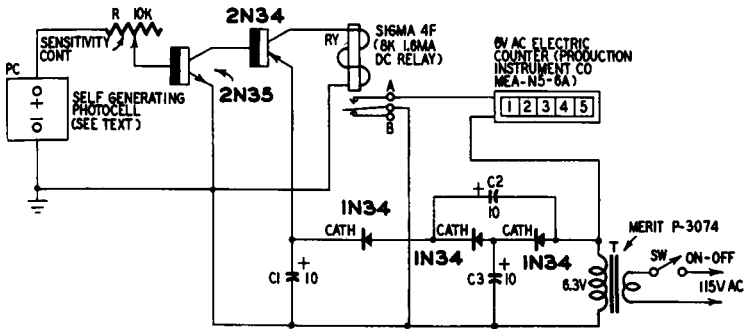 R 10K
2N34
SENSITIVITY
CONT
SIGMA 4F
(8K 1.6MA
DC RELAY)
RY
6V AC ELECTRIC
COUNTER (PRODUCTION
INSTRUMENT CO
MEA-N5-6A)
PC
+
–
SELF GENERATING
PHOTOCELL
(SEE TEXT)
2N35
A
B
1 2 3 4 5
+ C2
10
1N34
CATH
CATH
CATH
1N34
1N34
T
MERIT P-3074
C1
+
10
C3
+
10
6.3V
SW
ON-OFF
115V AC